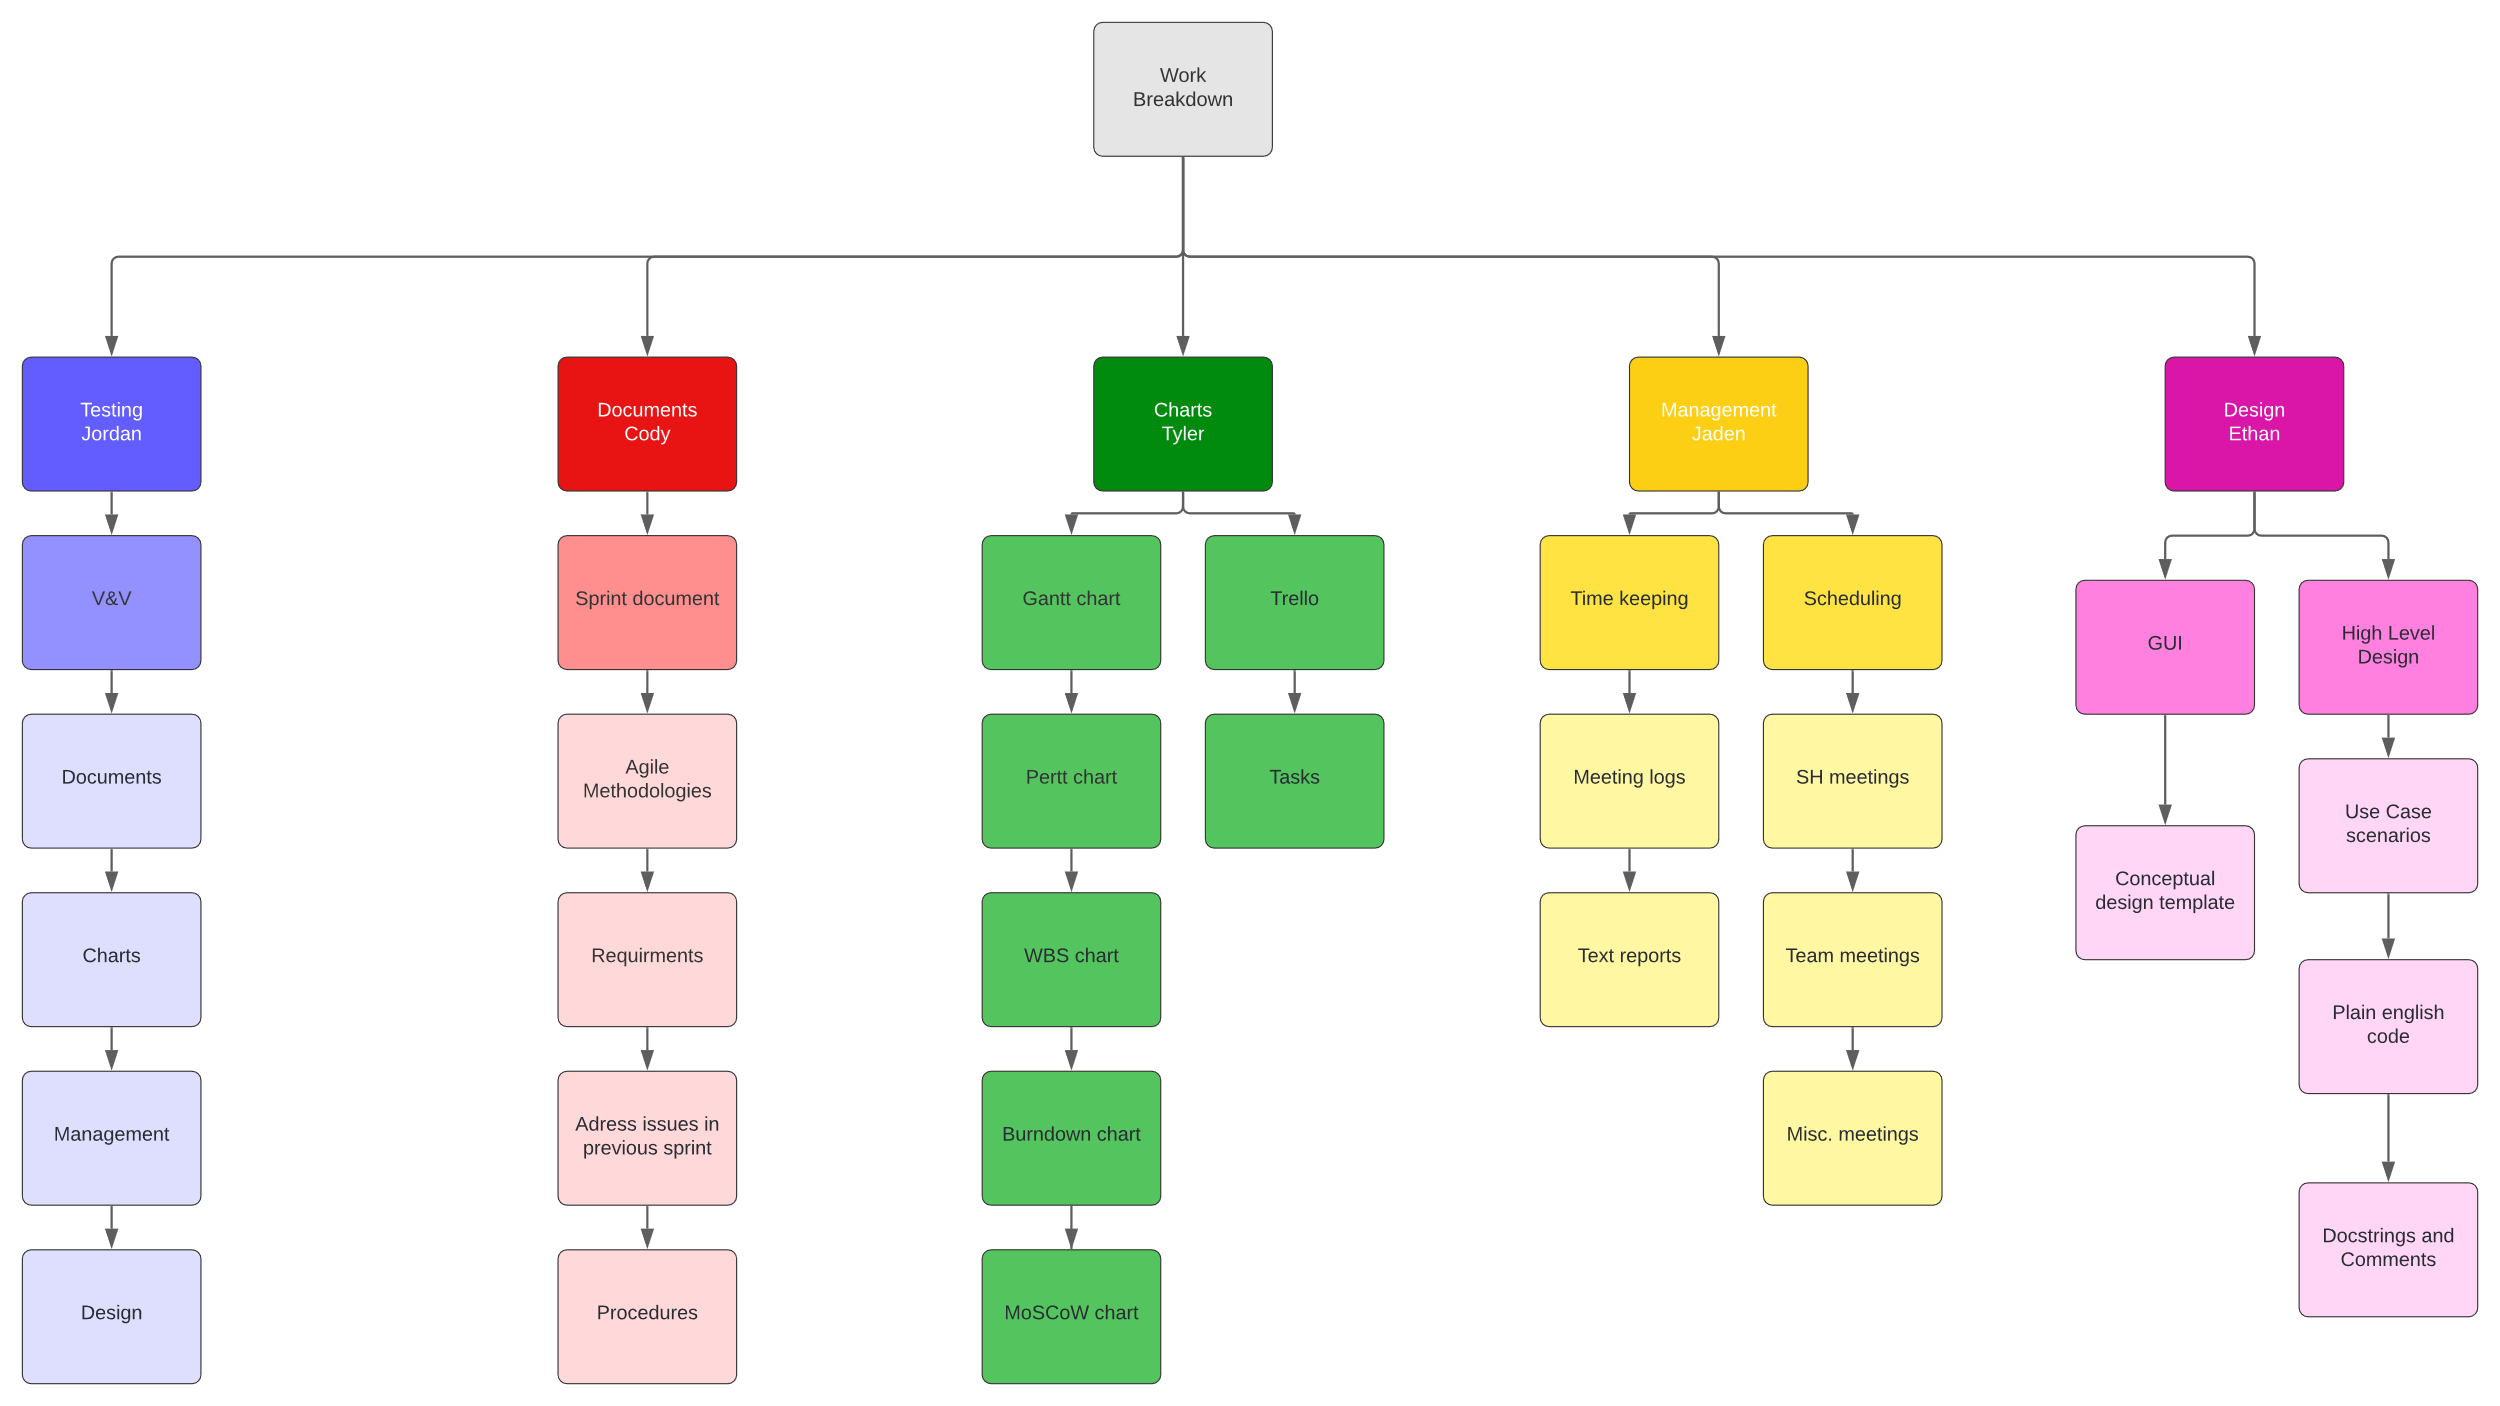 Work
Breakdown
Testing
Jordan
Documents
Cody
Charts
Tyler
Management
Jaden
Design
Ethan
V&V
Documents
Charts
Management
Design
Sprint document
Agile
Methodologies
Requirments
Adress issues in
previous sprint
Procedures
Gantt chart
Pertt chart
WBS chart
Burndown chart
MoSCoW chart
Trello
Tasks
Time keeping
Meeting logs
Text reports
Scheduling
SH meetings
Team meetings
Misc. meetings
GUI
Conceptual
design template
High Level
Design
Use Case
scenarios
Plain english
code
Docstrings and
Comments